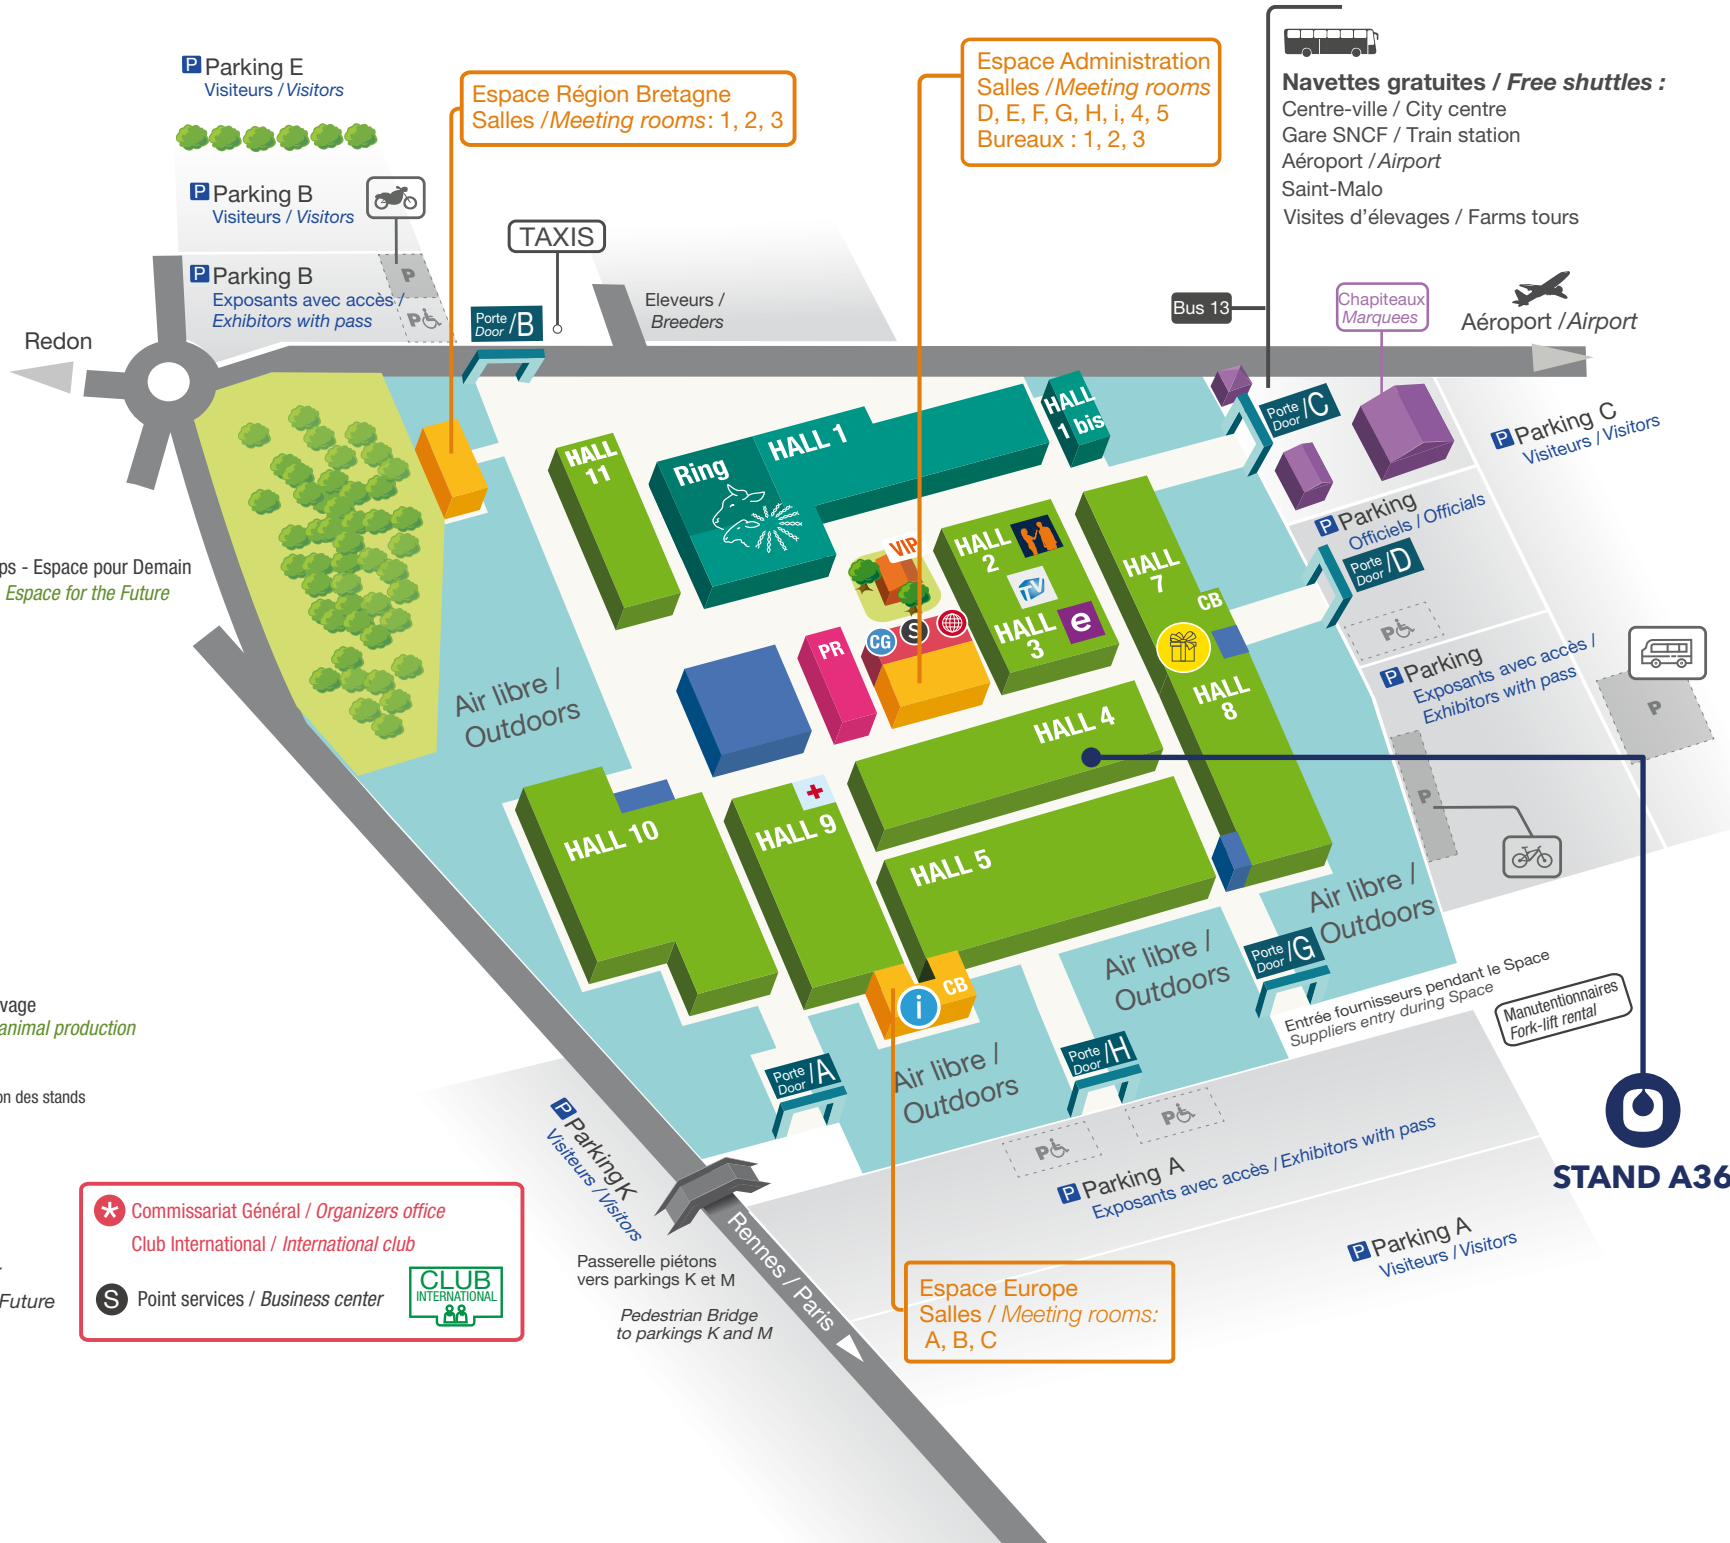 Parking E
Visiteurs / Visitors
Parking B
Visiteurs / Visitors
Parking B
Exposants avec accès /
Exhibitors with pass
P
P
Espace Région Bretagne
Salles / Meeting rooms : 1, 2, 3
Espace Administration
Salles / Meeting rooms
D, E, F, G, H, i, 4, 5
Bureaux : 1, 2, 3
Navettes gratuites / Free shuttles :
Centre-ville / City centre
Gare SNCF / Train station
Aéroport / Airport
Saint-Malo
Visites d'élevages / Farms tours
TAXIS
Porte
Door /B
Eleveurs /
Breeders
Bus 13
Chapiteaux
Marquees
Aéroport / Airport
Redon
Porte
Door /C
Parking C
Visiteurs / Visitors
Parking
Officiels / Officials
Porte
Door /D
P
Parking
Exposants avec accès /
Exhibitors with pass
P
P
HALL
11
Ring
HALL 1
HALL
1 bis
VIP
HALL
2
TV
HALL
3
e
HALL
7
CB
HALL
8
CG
S
PR
HALL 4
HALL 5
HALL 9
HALL 10
CB
i
ps - Espace pour Demain
Espace for the Future
Air libre /
Outdoors
Air libre /
Outdoors
Air libre /
Outdoors
Air libre /
Outdoors
Porte
Door /G
Entrée fournisseurs pendant le Space
Suppliers entry during Space
Manutentionnaires
Fork-lift rental
Porte
Door /H
Porte
Door /A
vage
animal production
on des stands
STAND A36
P
P
Parking A
Exposants avec accès / Exhibitors with pass
Parking A
Visiteurs / Visitors
Parking K
Visiteurs / Visitors
Passerelle piétons
vers parkings K et M
Pedestrian Bridge
to parkings K and M
Rennes / Paris
Espace Europe
Salles / Meeting rooms:
A, B, C
Commissariat Général / Organizers office
Club International / International club
S Point services / Business center
CLUB
INTERNATIONAL
Future